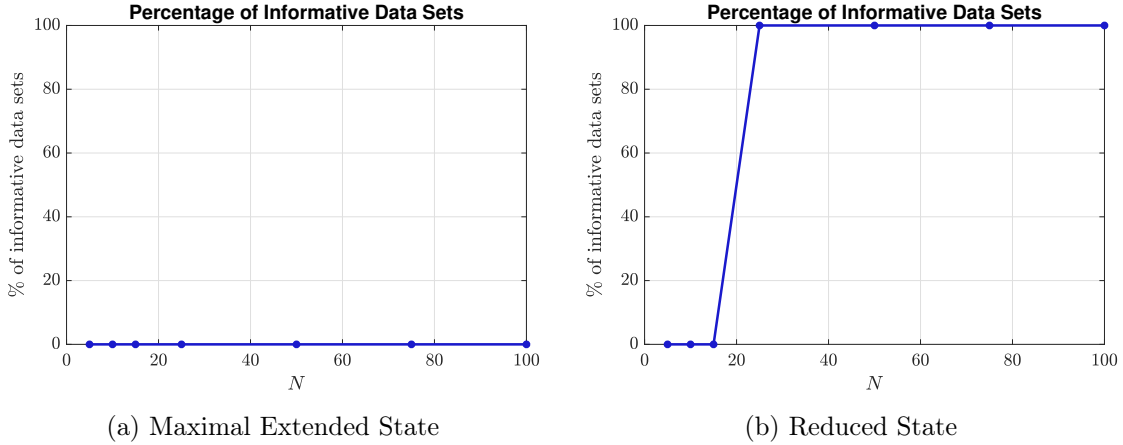 Percentage of Informative Data Sets
% of informative data sets
100
80
60
40
20
0
0 20 40 60 80 100
N
(a) Maximal Extended State
Percentage of Informative Data Sets
% of informative data sets
100
80
60
40
20
0
0 20 40 60 80 100
N
(b) Reduced State